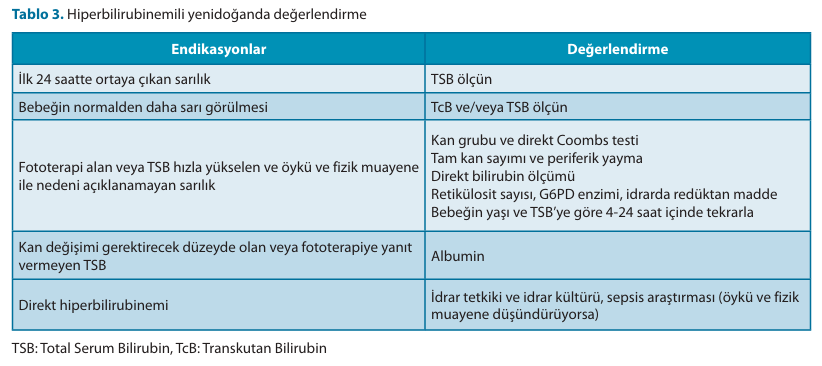 Tablo 3. Hiperbilirubinemili yenidoğanda değerlendirme
Endikasyonlar
Değerlendirme
İlk 24 saatte ortaya çıkan sarılık
TSB ölçün
Bebeğin normalden daha sarı görülmesi
TcB ve/veya TSB ölçün
Fototerapi alan veya TSB hızla yükselen ve öykü ve fizik muayene
ile nedeni açıklanamayan sarılık
Kan grubu ve direkt Coombs testi
Tam kan sayımı ve periferik yayma
Direkt bilirubin ölçümü
Retikülosit sayısı, G6PD enzimi, idrarda redüktan madde
Bebeğin yaşı ve TSB’ye göre 4-24 saat içinde tekrarla
Kan değişimi gerektirecek düzeyde olan veya fototerapiye yanıt
vermeyen TSB
Albumin
Direkt hiperbilirubinemi
İdrar tetkiki ve idrar kültürü, sepsis araştırması (öykü ve fizik
muayene düşündürüyorsa)
TSB: Total Serum Bilirubin, TcB: Transkutan Bilirubin